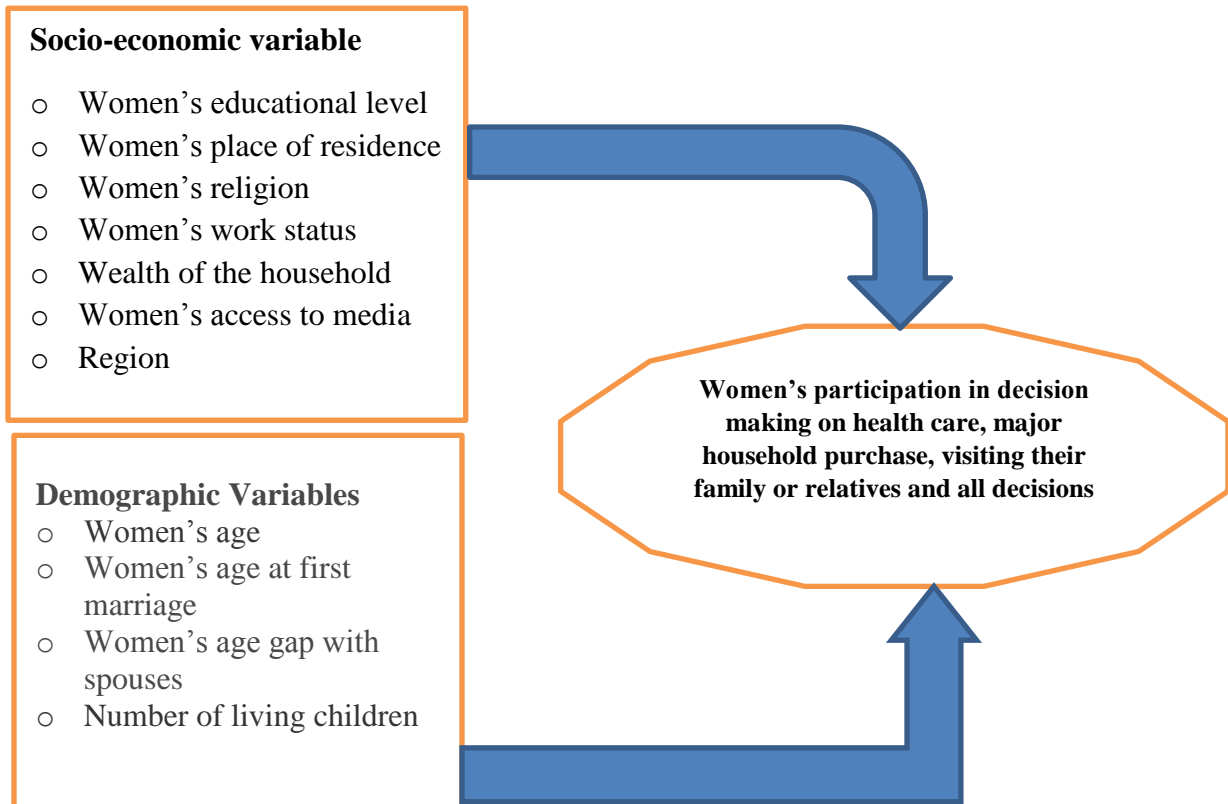 Socio-economic variable
o Women’s educational level
o Women’s place of residence
o Women’s religion
o Women’s work status
o Wealth of the household
o Women’s access to media
o Region
Women’s participation in decision
making on health care, major
household purchase, visiting their
family or relatives and all decisions
Demographic Variables
o Women’s age
o Women’s age at first
marriage
o Women’s age gap with
spouses
o Number of living children